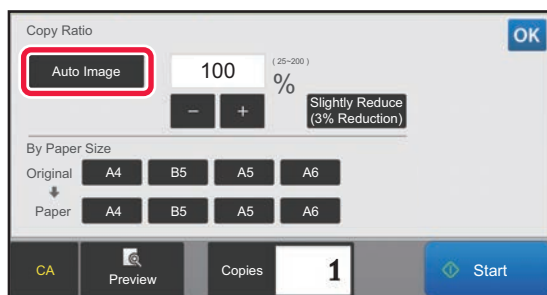 Copy Ratio
OK
Auto Image
100
(25~200)
%
−
+
Slightly Reduce
(3% Reduction)
By Paper Size
Original A4 B5 A5 A6
Paper A4 B5 A5 A6
CA
Preview
Copies
1
Start